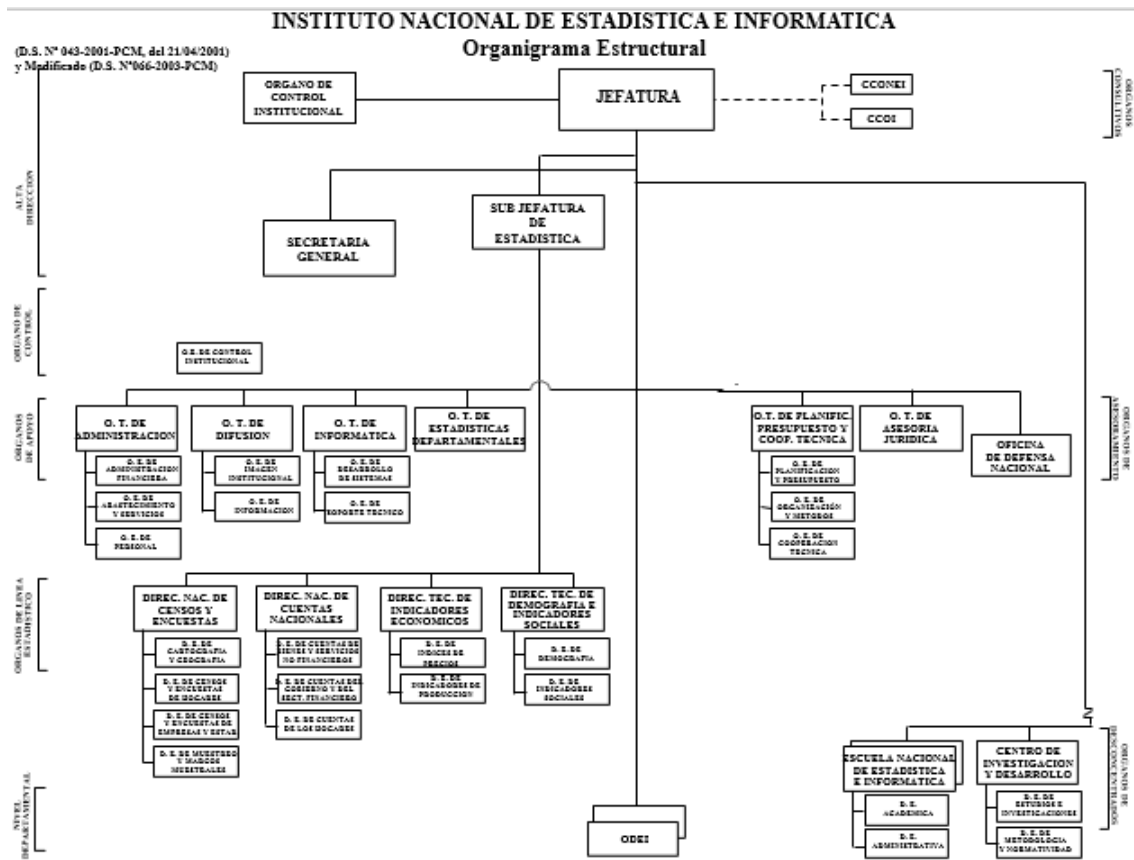 INSTITUTO NACIONAL DE ESTADISTICA E INFORMATICA
Organigrama Estructural
(D.S. Nº 043-2001-PCM, del 21/04/2001)
y Modificado (D.S. Nº066-2003-PCM)
ORGANO DE
CONTROL
INSTITUCIONAL
JEFATURA
CCONEI
CCOI
ORGANOS
CONSULTIVOS
ALTA
DIRECCION
SUB JEFATURA
DE
ESTADISTICA
SECRETARIA
GENERAL
ORGANO DE
CONTROL
O.E. DE CONTROL
INSTITUCIONAL
ORGANOS
DE APOYO
O. T. DE
ADMINISTRACION
O. E. DE
ADMINISTRACION
FINANCIERA
O. E. DE
ABASTECIMIENTO
Y SERVICIOS
O. E. DE
PERSONAL
O. T. DE
DIFUSION
O. E. DE
IMAGEN
INSTITUCIONAL
O. E. DE
INFORMACION
O. T. DE
INFORMATICA
O. E. DE
DESARROLLO
DE SISTEMAS
O. E. DE
SOPORTE TECNICO
O. T. DE
ESTADISTICAS
DEPARTAMENTALES
O.T. DE PLANIFIC.
PRESUPUESTO Y
COOP. TECNICA
O. E. DE
PLANIFICACION
Y PRESUPUESTO
O. E. DE
ORGANIZACIÓN
Y METODOS
O. E. DE
COOPERACION
TECNICA
O. T. DE
ASESORIA
JURIDICA
OFICINA
DE DEFENSA
NACIONAL
ORGANOS DE
ASESORAMIENTO
ORGANOS DE LINEA
ESTADISTICO
DIREC. NAC. DE
CENSOS Y
ENCUESTAS
D. E. DE
CARTOGRAFIA
Y GEOGRAFIA
D. E. DE CENSOS
Y ENCUESTAS
DE HOGARES
D. E. DE CENSOS
Y ENCUESTAS DE
EMPRESAS Y ESTAB.
D. E. DE MUESTREO
Y MARCOS
MUESTRALES
DIREC. NAC. DE
CUENTAS
NACIONALES
D. E. DE CUENTAS DE
BIENES Y SERVICIOS
NO FINANCIEROS
D. E. DE CUENTAS DEL
GOBIERNO Y DEL
SECT. FINANCIERO
D. E. DE CUENTAS
DE LOS HOGARES
DIREC. TEC. DE
INDICADORES
ECONOMICOS
D. E. DE
INDICES DE
PRECIOS
D. E. DE
INDICADORES DE
PRODUCCION
DIREC. TEC. DE
DEMOGRAFIA E
INDICADORES
SOCIALES
D. E. DE
DEMOGRAFIA
D. E. DE
INDICADORES
SOCIALES
ESCUELA NACIONAL
DE ESTADISTICA
E INFORMATICA
D. E.
ACADEMICA
D. E.
ADMINISTRATIVA
CENTRO DE
INVESTIGACION
Y DESARROLLO
D. E. DE
ESTUDIOS E
INVESTIGACIONES
D. E. DE
METODOLOGIA
Y NORMATIVIDAD
ORGANOS DE
DESCONCENTRADOS
NIVEL
DEPARTAMENTAL
ODEI